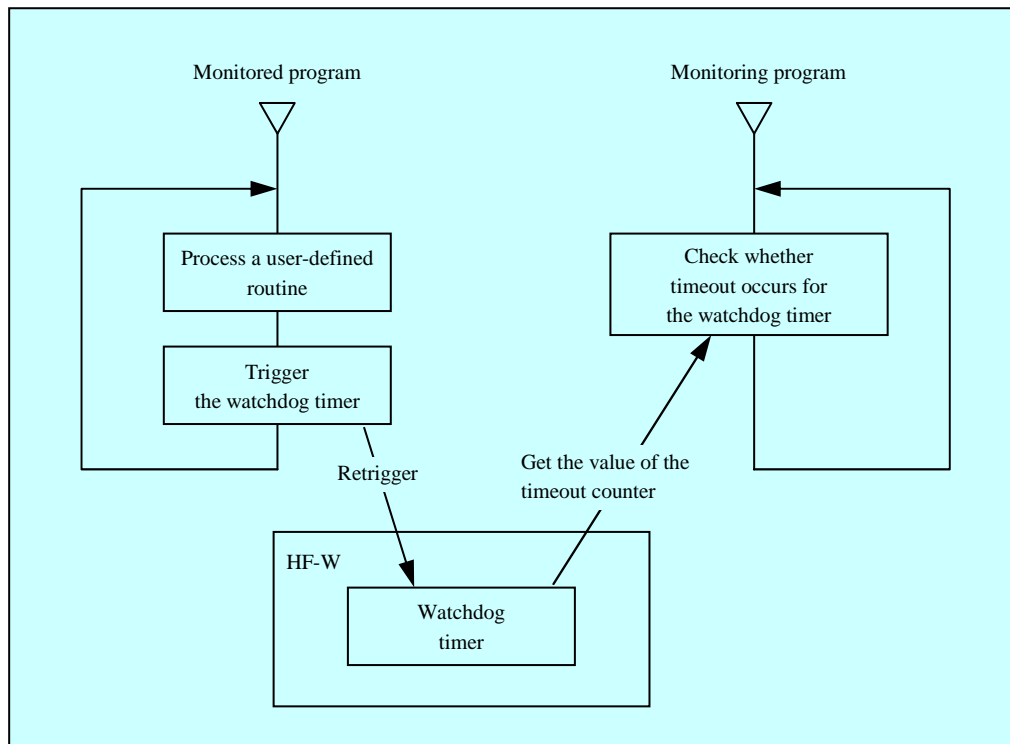 Monitored program
Monitoring program
Process a user-defined
routine
Check whether
timeout occurs for
the watchdog timer
Trigger
the watchdog timer
Retrigger
Get the value of the
timeout counter
HF-W
Watchdog
timer